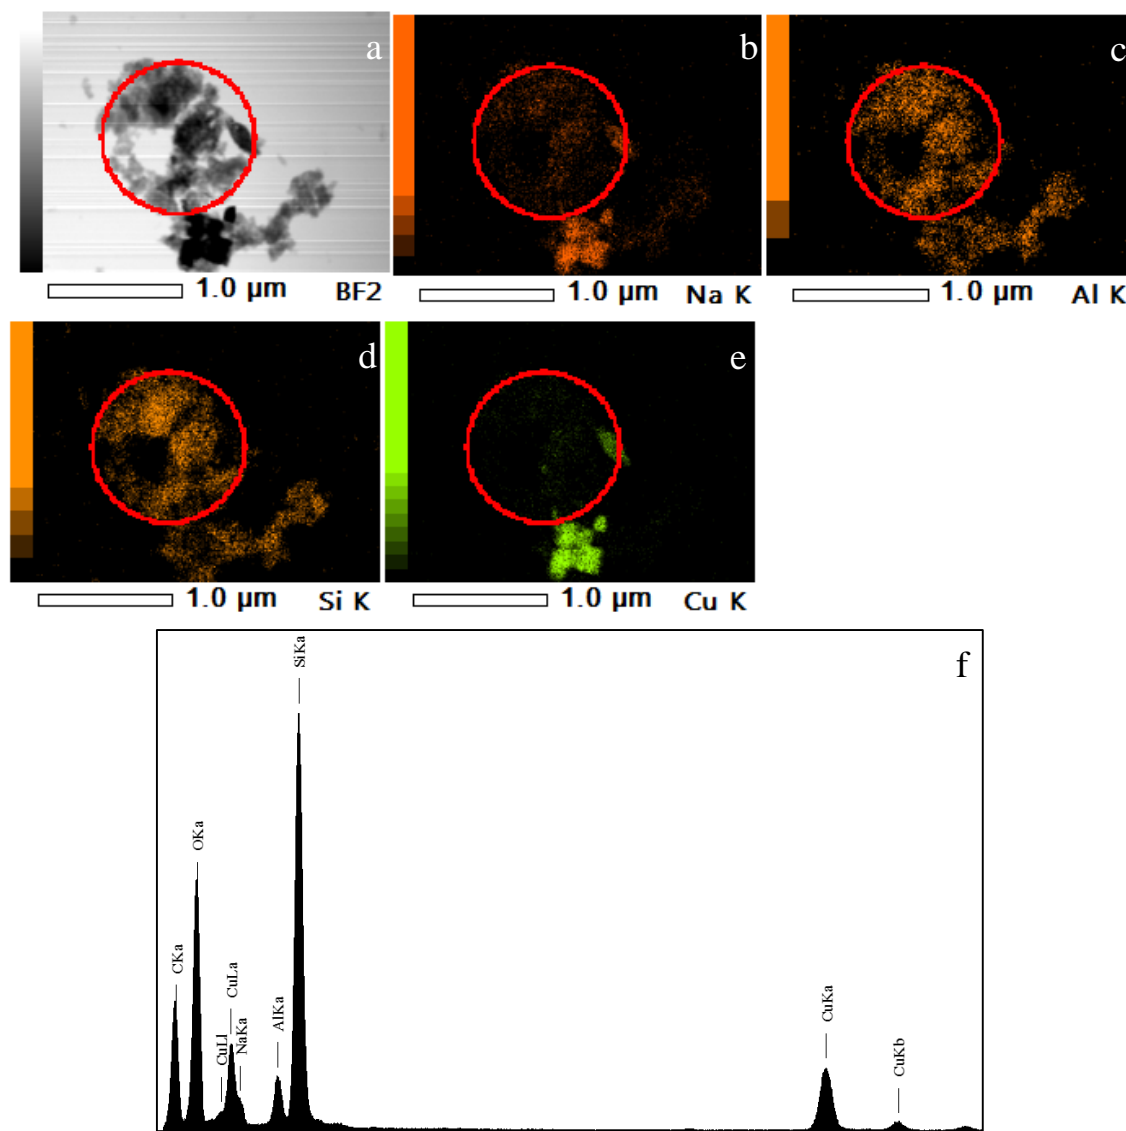 a
b
c
1.0 μm BF2
1.0 μm Na K
1.0 μm Al K
d
e
1.0 μm Si K
1.0 μm Cu K
f
SiKa
OKa
CKa
CuLa
CuLl
NaKa
AlKa
CuKa
CuKb